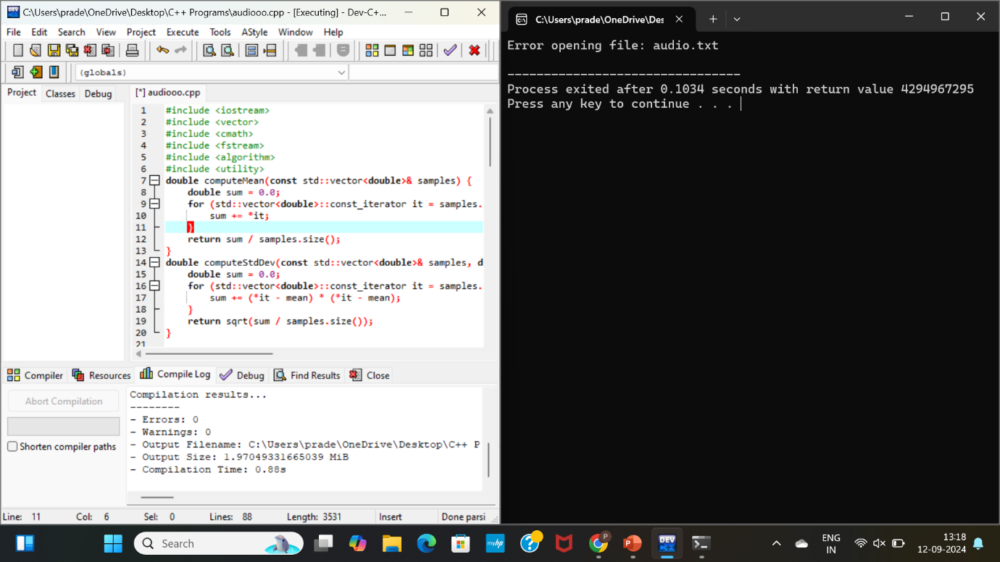 C:\Users\prade\OneDrive\Desktop\C++ Programs\audiooo.cpp - [Executing] - Dev-C+...
File Edit Search View Project Execute Tools AStyle Window Help
(globals)
Project Classes Debug
[*] audiooo.cpp
1 #include <iostream>
2 #include <vector>
3 #include <cmath>
4 #include <fstream>
5 #include <algorithm>
6 #include <utility>
7 double computeMean(const std::vector<double>& samples) {
8 double sum = 0.0;
9 for (std::vector<double>::const_iterator it = samples.
10 sum += *it;
11 }
12 return sum / samples.size();
13 }
14 double computeStdDev(const std::vector<double>& samples, d
15 double sum = 0.0;
16 for (std::vector<double>::const_iterator it = samples.
17 sum += (*it - mean) * (*it - mean);
18 }
19 return sqrt(sum / samples.size());
20 }
21
Compiler Resources Compile Log Debug Find Results Close
Abort Compilation
Shorten compiler paths
Compilation results...
--------
- Errors: 0
- Warnings: 0
- Output Filename: C:\Users\prade\OneDrive\Desktop\C++ P
- Output Size: 1.97049331665039 MiB
- Compilation Time: 0.88s
Line: 11 Col: 6 Sel: 0 Lines: 88 Length: 3531 Insert Done parsi
C:\Users\prade\OneDrive\Des
Error opening file: audio.txt
--------------------------------
Process exited after 0.1034 seconds with return value 4294967295
Press any key to continue . . .
Search
myhp
DEV
P
P
ENG
IN
13:18
12-09-2024